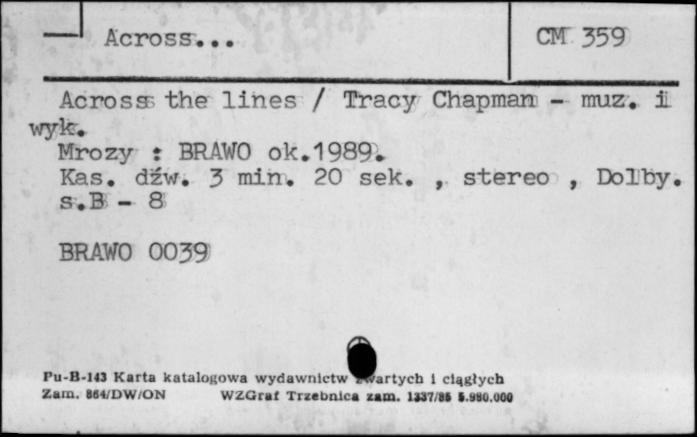 Across...
CM 359
Across the lines / Tracy Chapman - muz. i
wyk.
Mrozy : BRAWO ok.1989.
Kas. dźw. 3 min. 20 sek. , stereo , Dolby.
s.B - 8
BRAWO 0039
Pu-B-143 Karta katalogowa wydawnictw zwartych i ciągłych
Zam. 864/DW/ON WZGraf Trzebnica zam. 1337/85 5.980.000